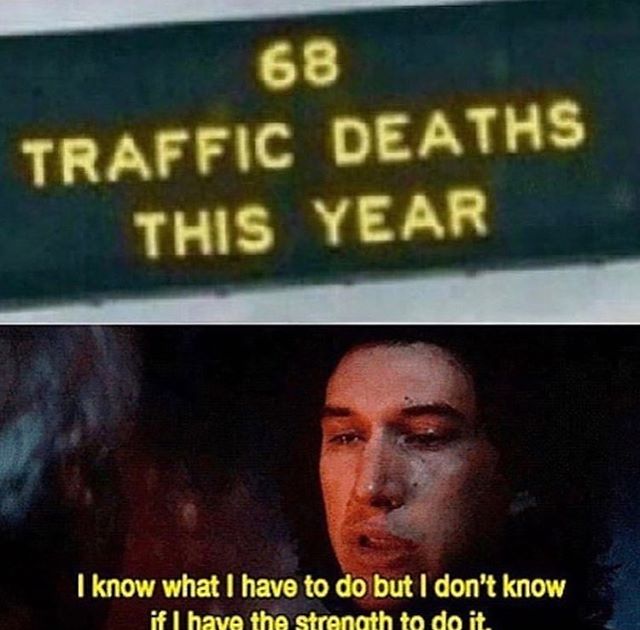 68
TRAFFIC DEATHS
THIS YEAR
I know what I have to do but I don't know
if I have the strength to do it.